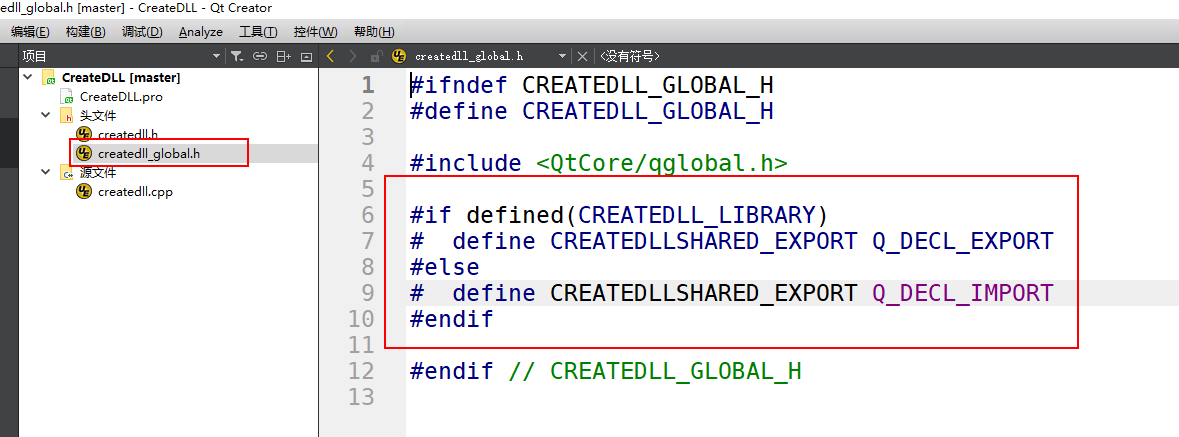 edll_global.h [master] - CreateDLL - Qt Creator
编辑(E) 构建(B) 调试(D) Analyze 工具(T) 控件(W) 帮助(H)
项目
createdll_global.h
<没有符号>
CreateDLL [master]
CreateDLL.pro
头文件
createdll.h
createdll_global.h
源文件
createdll.cpp
1 #ifndef CREATEDLL_GLOBAL_H
2 #define CREATEDLL_GLOBAL_H
3
4 #include <QtCore/qglobal.h>
5
6 #if defined(CREATEDLL_LIBRARY)
7 #  define CREATEDLLSHARED_EXPORT Q_DECL_EXPORT
8 #else
9 #  define CREATEDLLSHARED_EXPORT Q_DECL_IMPORT
10 #endif
11
12 #endif // CREATEDLL_GLOBAL_H
13